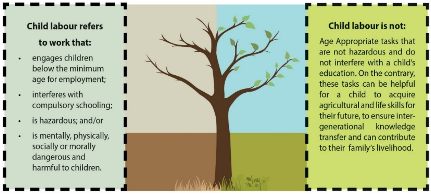 Child labour refers
to work that:
• engages children
below the minimum
age for employment;
• interferes with
compulsory schooling;
• is hazardous; and/or
• is mentally, physically,
socially or morally
dangerous and
harmful to children.
Child labour is not:
Age Appropriate tasks that
are not hazardous and do
not interfere with a child's
education. On the contrary,
these tasks can be helpful
for a child to acquire
agricultural and life skills for
their future, to ensure inter-
generational knowledge
transfer and can contribute
to their family's livelihood.